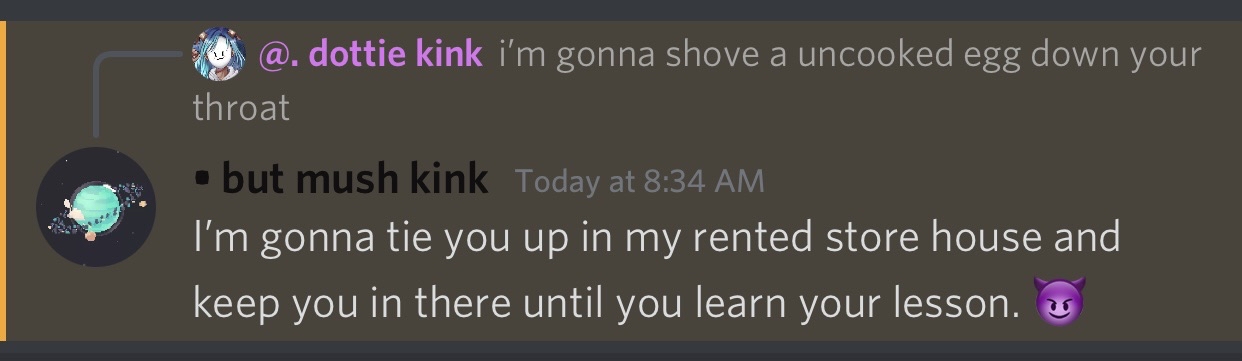 @. dottie kink i'm gonna shove a uncooked egg down your
throat
• but mush kink Today at 8:34 AM
I'm gonna tie you up in my rented store house and
keep you in there until you learn your lesson. 😈